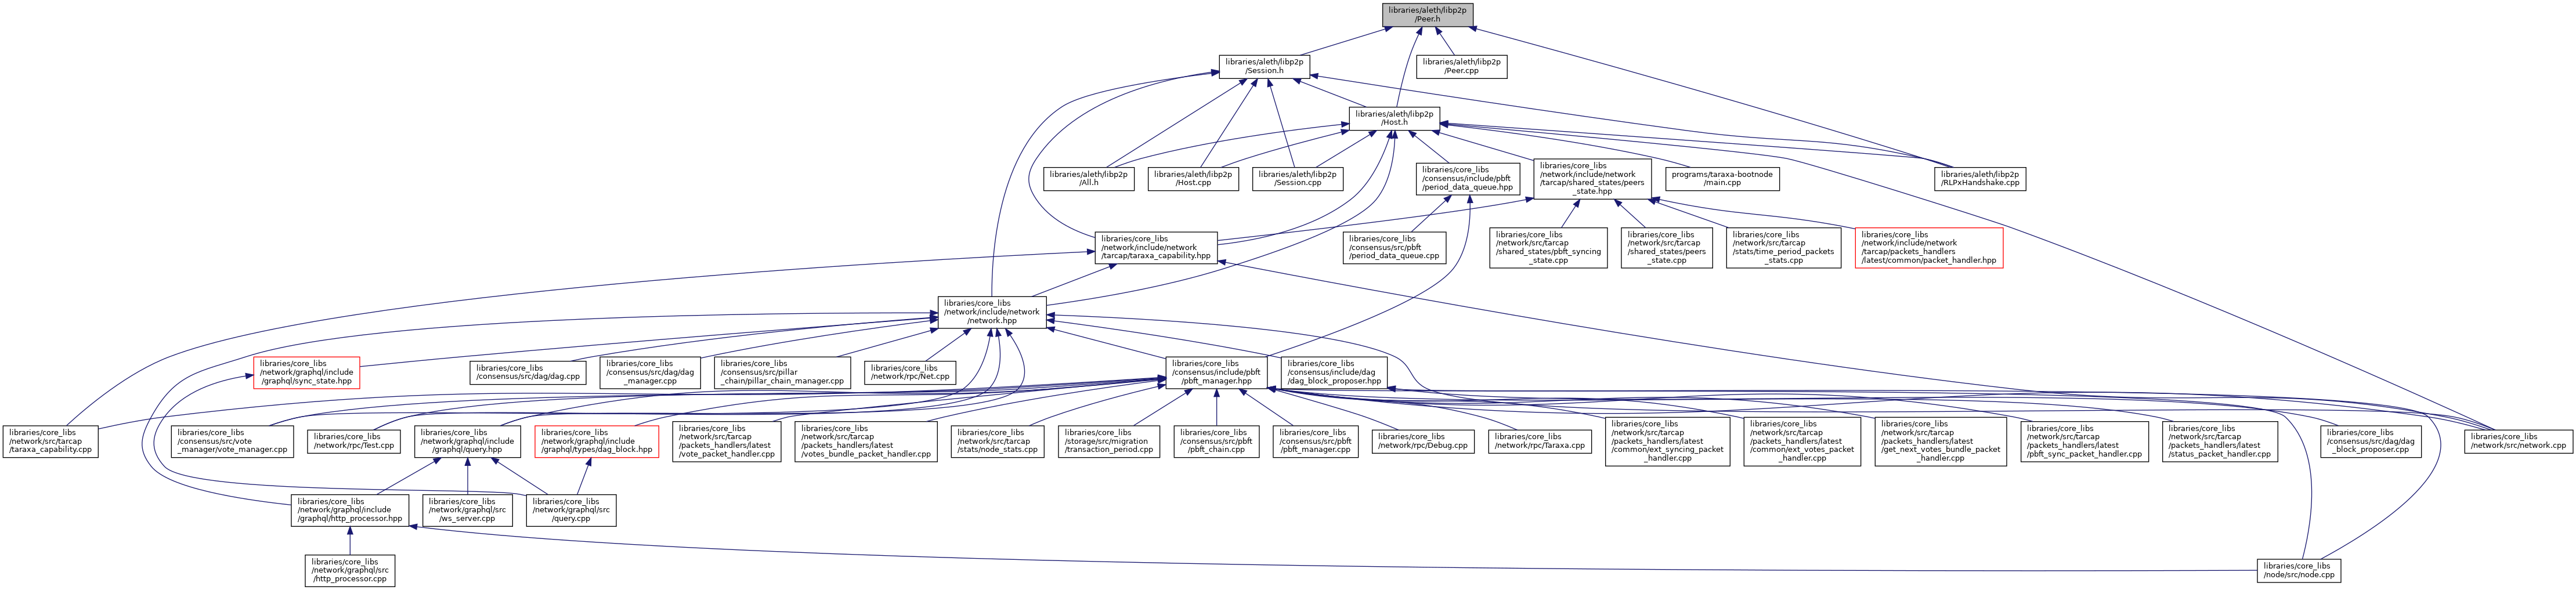 libraries/aleth/libp2p
/Peer.h
libraries/aleth/libp2p
/Session.h
libraries/aleth/libp2p
/Peer.cpp
libraries/aleth/libp2p
/Host.h
libraries/aleth/libp2p
/All.h
libraries/aleth/libp2p
/Host.cpp
libraries/aleth/libp2p
/Session.cpp
libraries/core_libs
/consensus/include/pbft
/period_data_queue.hpp
libraries/core_libs
/network/include/network
/tarcap/shared_states/peers
_state.hpp
programs/taraxa-bootnode
/main.cpp
libraries/aleth/libp2p
/RLPxHandshake.cpp
libraries/core_libs
/network/include/network
/tarcap/taraxa_capability.hpp
libraries/core_libs
/consensus/src/pbft
/period_data_queue.cpp
libraries/core_libs
/network/src/tarcap
/shared_states/pbft_syncing
_state.cpp
libraries/core_libs
/network/src/tarcap
/shared_states/peers
_state.cpp
libraries/core_libs
/network/src/tarcap
/stats/time_period_packets
_stats.cpp
libraries/core_libs
/network/include/network
/tarcap/packets_handlers
/latest/common/packet_handler.hpp
libraries/core_libs
/network/include/network
/network.hpp
libraries/core_libs
/network/graphql/include
/graphql/sync_state.hpp
libraries/core_libs
/consensus/src/dag/dag.cpp
libraries/core_libs
/consensus/src/dag/dag
_manager.cpp
libraries/core_libs
/consensus/src/pillar
_chain/pillar_chain_manager.cpp
libraries/core_libs
/network/rpc/Net.cpp
libraries/core_libs
/consensus/include/pbft
/pbft_manager.hpp
libraries/core_libs
/consensus/include/dag
/dag_block_proposer.hpp
libraries/core_libs
/network/src/tarcap
/taraxa_capability.cpp
libraries/core_libs
/consensus/src/vote
_manager/vote_manager.cpp
libraries/core_libs
/network/rpc/Test.cpp
libraries/core_libs
/network/graphql/include
/graphql/query.hpp
libraries/core_libs
/network/graphql/include
/graphql/types/dag_block.hpp
libraries/core_libs
/network/src/tarcap
/packets_handlers/latest
/vote_packet_handler.cpp
libraries/core_libs
/network/src/tarcap
/packets_handlers/latest
/votes_bundle_packet_handler.cpp
libraries/core_libs
/network/src/tarcap
/stats/node_stats.cpp
libraries/core_libs
/storage/src/migration
/transaction_period.cpp
libraries/core_libs
/consensus/src/pbft
/pbft_chain.cpp
libraries/core_libs
/consensus/src/pbft
/pbft_manager.cpp
libraries/core_libs
/network/rpc/Debug.cpp
libraries/core_libs
/network/rpc/Taraxa.cpp
libraries/core_libs
/network/src/tarcap
/packets_handlers/latest
/common/ext_syncing_packet
_handler.cpp
libraries/core_libs
/network/src/tarcap
/packets_handlers/latest
/common/ext_votes_packet
_handler.cpp
libraries/core_libs
/network/src/tarcap
/packets_handlers/latest
/get_next_votes_bundle_packet
_handler.cpp
libraries/core_libs
/network/src/tarcap
/packets_handlers/latest
/pbft_sync_packet_handler.cpp
libraries/core_libs
/network/src/tarcap
/packets_handlers/latest
/status_packet_handler.cpp
libraries/core_libs
/consensus/src/dag/dag
_block_proposer.cpp
libraries/core_libs
/network/src/network.cpp
libraries/core_libs
/network/graphql/include
/graphql/http_processor.hpp
libraries/core_libs
/network/graphql/src
/ws_server.cpp
libraries/core_libs
/network/graphql/src
/query.cpp
libraries/core_libs
/network/graphql/src
/http_processor.cpp
libraries/core_libs
/node/src/node.cpp